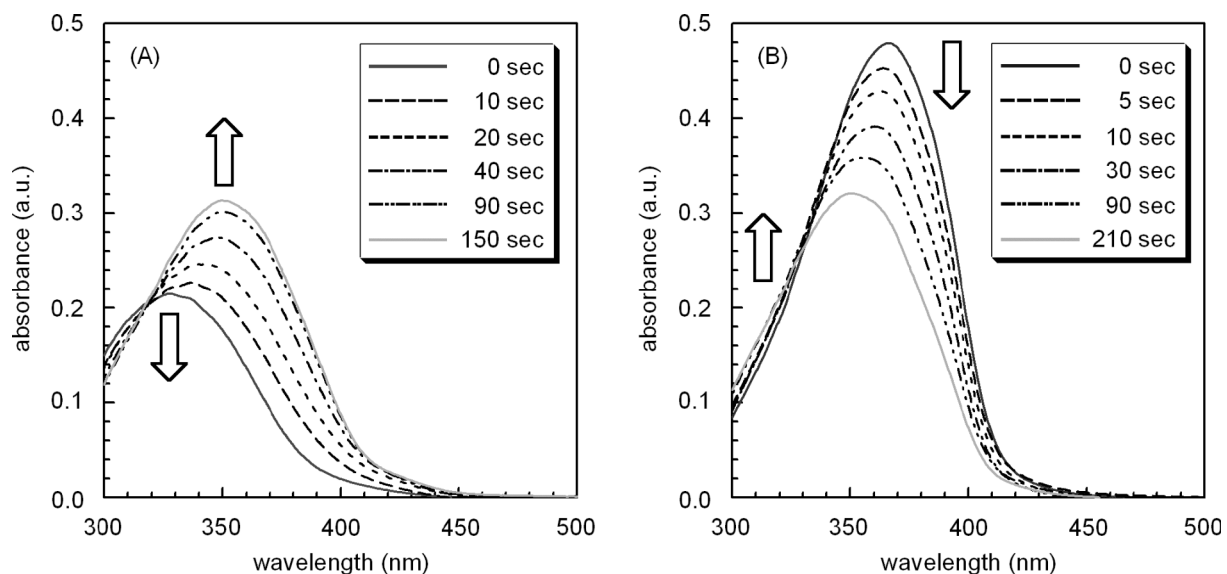 (A)
0 sec
10 sec
20 sec
40 sec
90 sec
150 sec
0.5
0.4
0.3
0.2
0.1
0.0
absorbance (a.u.)
300 350 400 450 500
wavelength (nm)
(B)
0 sec
5 sec
10 sec
30 sec
90 sec
210 sec
0.5
0.4
0.3
0.2
0.1
0.0
absorbance (a.u.)
300 350 400 450 500
wavelength (nm)